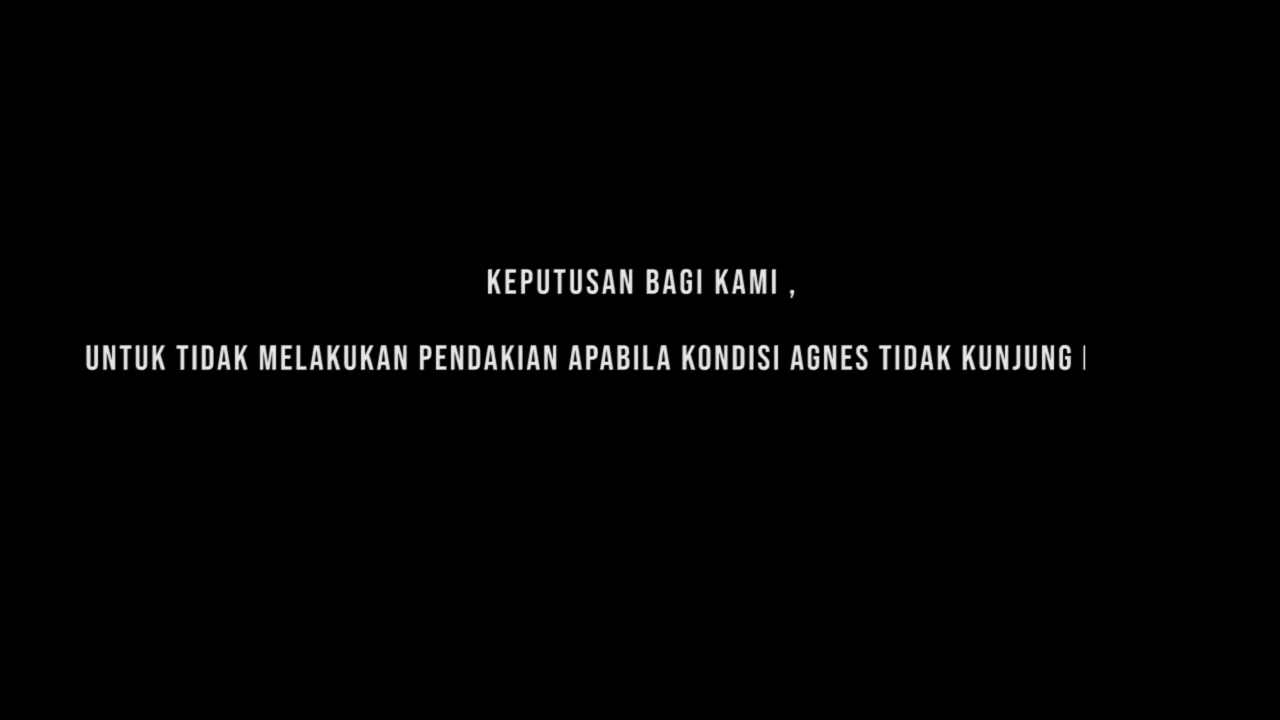 KEPUTUSAN BAGI KAMI ,
UNTUK TIDAK MELAKUKAN PENDAKIAN APABILA KONDISI AGNES TIDAK KUNJUNG